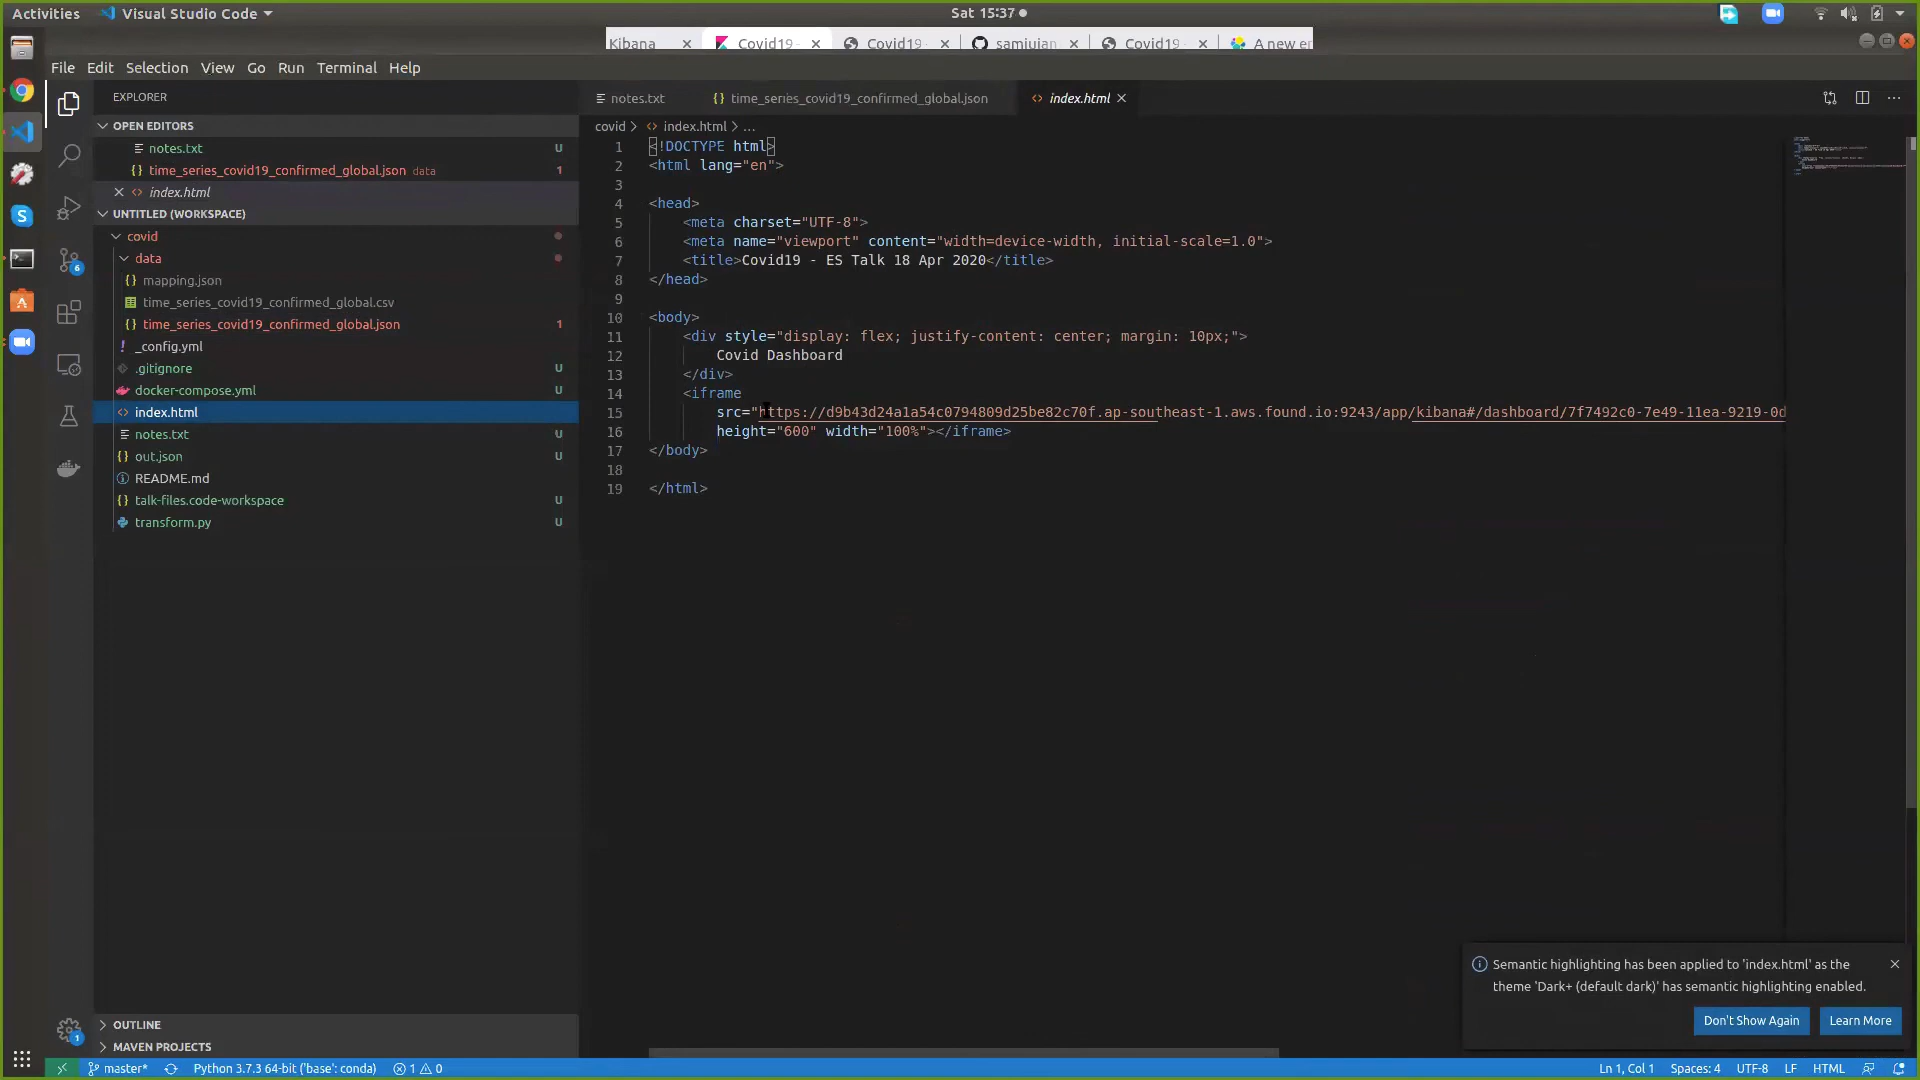 Activities
Visual Studio Code
Sat 15:37
Kibana
Covid19 -
Covid19 -
samiuian
Covid19 -
A new er
File Edit Selection View Go Run Terminal Help
EXPLORER
OPEN EDITORS
notes.txt U
time_series_covid19_confirmed_global.json data 1
index.html
UNTITLED (WORKSPACE)
covid
data
mapping.json
time_series_covid19_confirmed_global.csv
time_series_covid19_confirmed_global.json 1
_config.yml
.gitignore U
docker-compose.yml U
index.html
notes.txt U
out.json U
README.md
talk-files.code-workspace U
transform.py U
OUTLINE
MAVEN PROJECTS
notes.txt
time_series_covid19_confirmed_global.json
index.html
covid > index.html > ...
1 <!DOCTYPE html>
2 <html lang="en">
3
4 <head>
5 <meta charset="UTF-8">
6 <meta name="viewport" content="width=device-width, initial-scale=1.0">
7 <title>Covid19 - ES Talk 18 Apr 2020</title>
8 </head>
9
10 <body>
11 <div style="display: flex; justify-content: center; margin: 10px;">
12 Covid Dashboard
13 </div>
14 <iframe
15 src="https://d9b43d24a1a54c0794809d25be82c70f.ap-southeast-1.aws.found.io:9243/app/kibana#/dashboard/7f7492c0-7e49-11ea-9219-0d
16 height="600" width="100%"></iframe>
17 </body>
18
19 </html>
Semantic highlighting has been applied to 'index.html' as the
theme 'Dark+ (default dark)' has semantic highlighting enabled.
Don't Show Again
Learn More
6
1
master*
Python 3.7.3 64-bit ('base': conda)
1 0
Ln 1, Col 1
Spaces: 4
UTF-8
LF
HTML